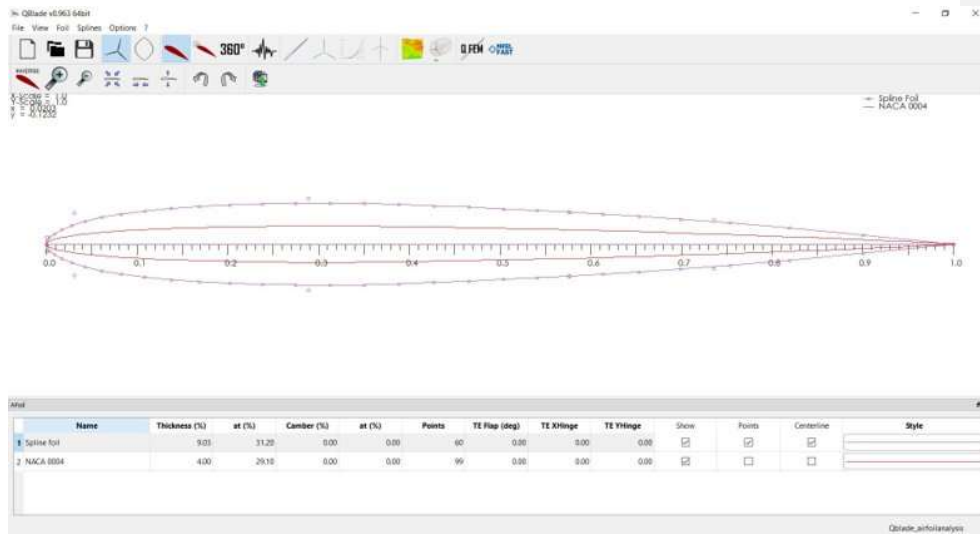 QBlade v0.963 64bit
File View Foil Splines Options ?
360° QFEM NREL FAST
INVERSE
X-Scale = 1.0
Y-Scale = 1.0
x = 0.0203
y = -0.1232
Spline Foil
NACA 0004
0.0 0.1 0.2 0.3 0.4 0.5 0.6 0.7 0.8 0.9 1.0
Name Thickness (%) at (%) Camber (%) at (%) Points TE Flap (deg) TE XHinge TE YHinge Show Points Centerline Style
1 Spline foil 9.03 31.20 0.00 0.00 60 0.00 0.00 0.00
2 NACA 0004 4.00 29.10 0.00 0.00 99 0.00 0.00 0.00
Qblade_airfoilanalysis